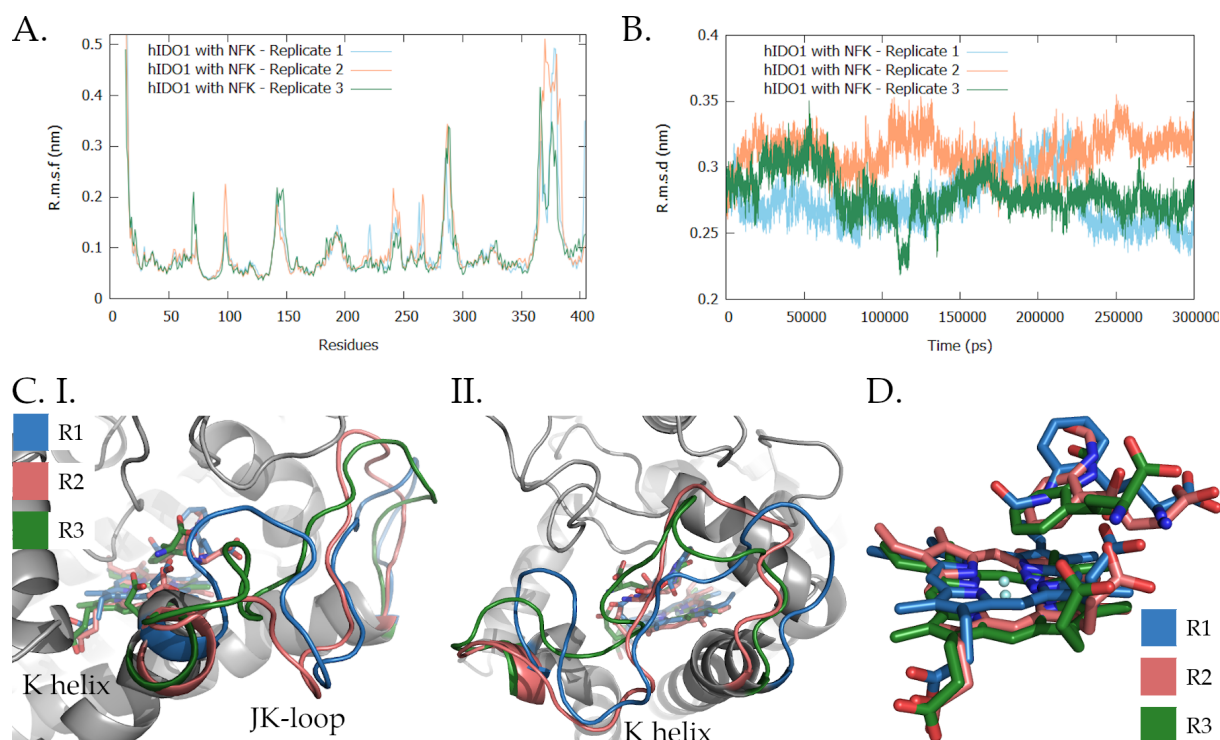 A.
R.m.s.f (nm)
0.5
0.4
0.3
0.2
0.1
0
hIDO1 with NFK - Replicate 1
hIDO1 with NFK - Replicate 2
hIDO1 with NFK - Replicate 3
0 50 100 150 200 250 300 350 400
Residues
B.
R.m.s.d (nm)
0.4
0.35
0.3
0.25
0.2
hIDO1 with NFK - Replicate 1
hIDO1 with NFK - Replicate 2
hIDO1 with NFK - Replicate 3
0 50000 100000 150000 200000 250000 300000
Time (ps)
C. I.
R1
R2
R3
K helix
JK-loop
II.
K helix
D.
R1
R2
R3